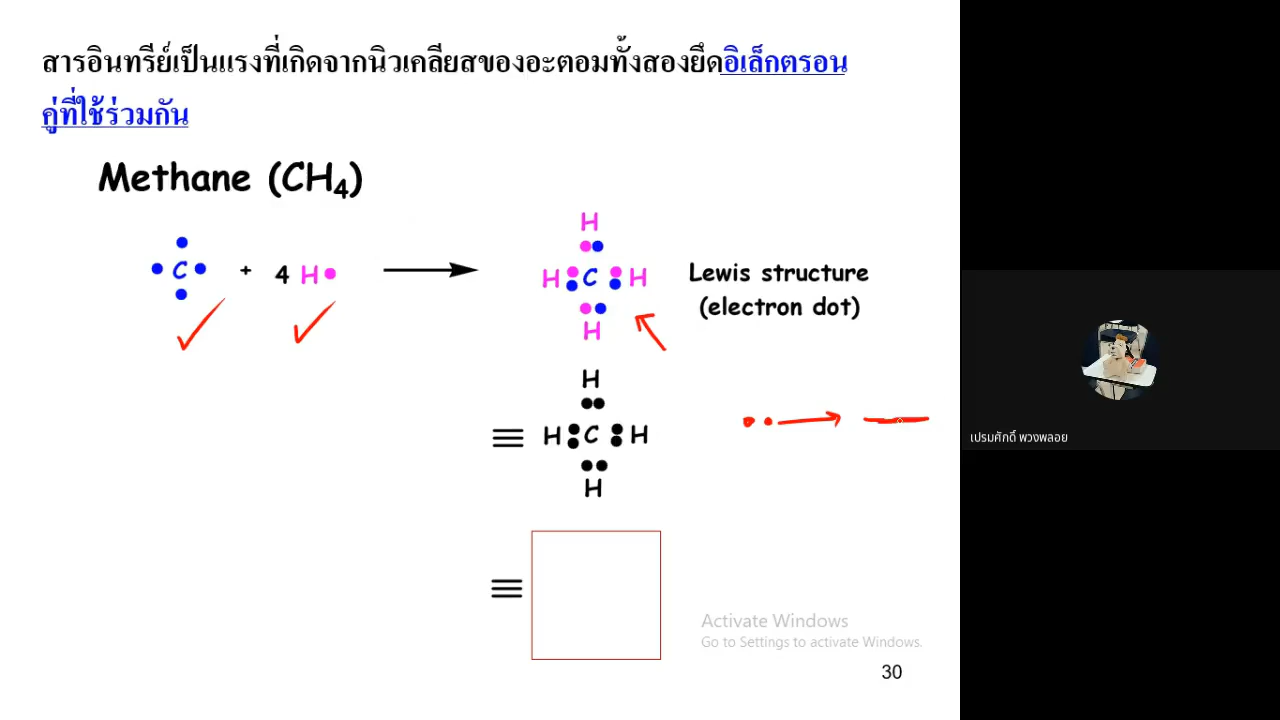 สารอินทรีย์เป็นแรงที่เกิดจากนิวเคลียสของอะตอมทั้งสองยึดอิเล็กตรอน
คู่ที่ใช้ร่วมกัน
Methane (CH₄)
H
C + 4 H
H C H
H
Lewis structure
(electron dot)
H
≡ H C H
H
≡
เปรมศักดิ์ พวงพลอย
Activate Windows
Go to Settings to activate Windows.
30